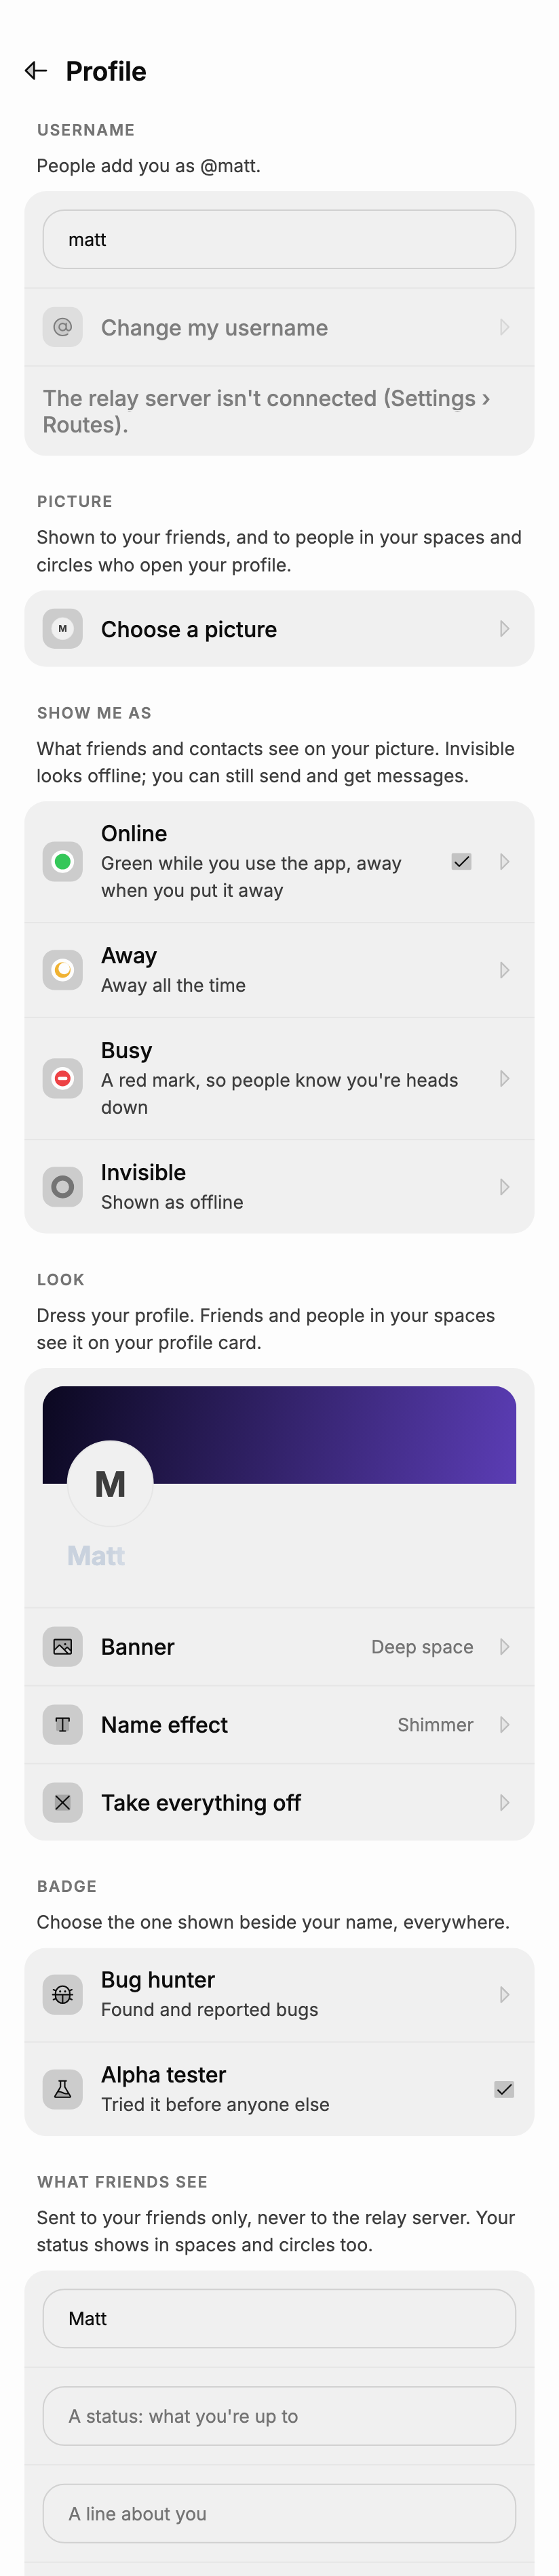 Profile
USERNAME
People add you as @matt.
matt
@
Change my username
The relay server isn't connected (Settings ›
Routes).
PICTURE
Shown to your friends, and to people in your spaces and
circles who open your profile.
M
Choose a picture
SHOW ME AS
What friends and contacts see on your picture. Invisible
looks offline; you can still send and get messages.
Online
Green while you use the app, away
when you put it away
Away
Away all the time
Busy
A red mark, so people know you're heads
down
Invisible
Shown as offline
LOOK
Dress your profile. Friends and people in your spaces
see it on your profile card.
M
Matt
Banner
Deep space
Name effect
Shimmer
Take everything off
BADGE
Choose the one shown beside your name, everywhere.
Bug hunter
Found and reported bugs
Alpha tester
Tried it before anyone else
WHAT FRIENDS SEE
Sent to your friends only, never to the relay server. Your
status shows in spaces and circles too.
Matt
A status: what you're up to
A line about you